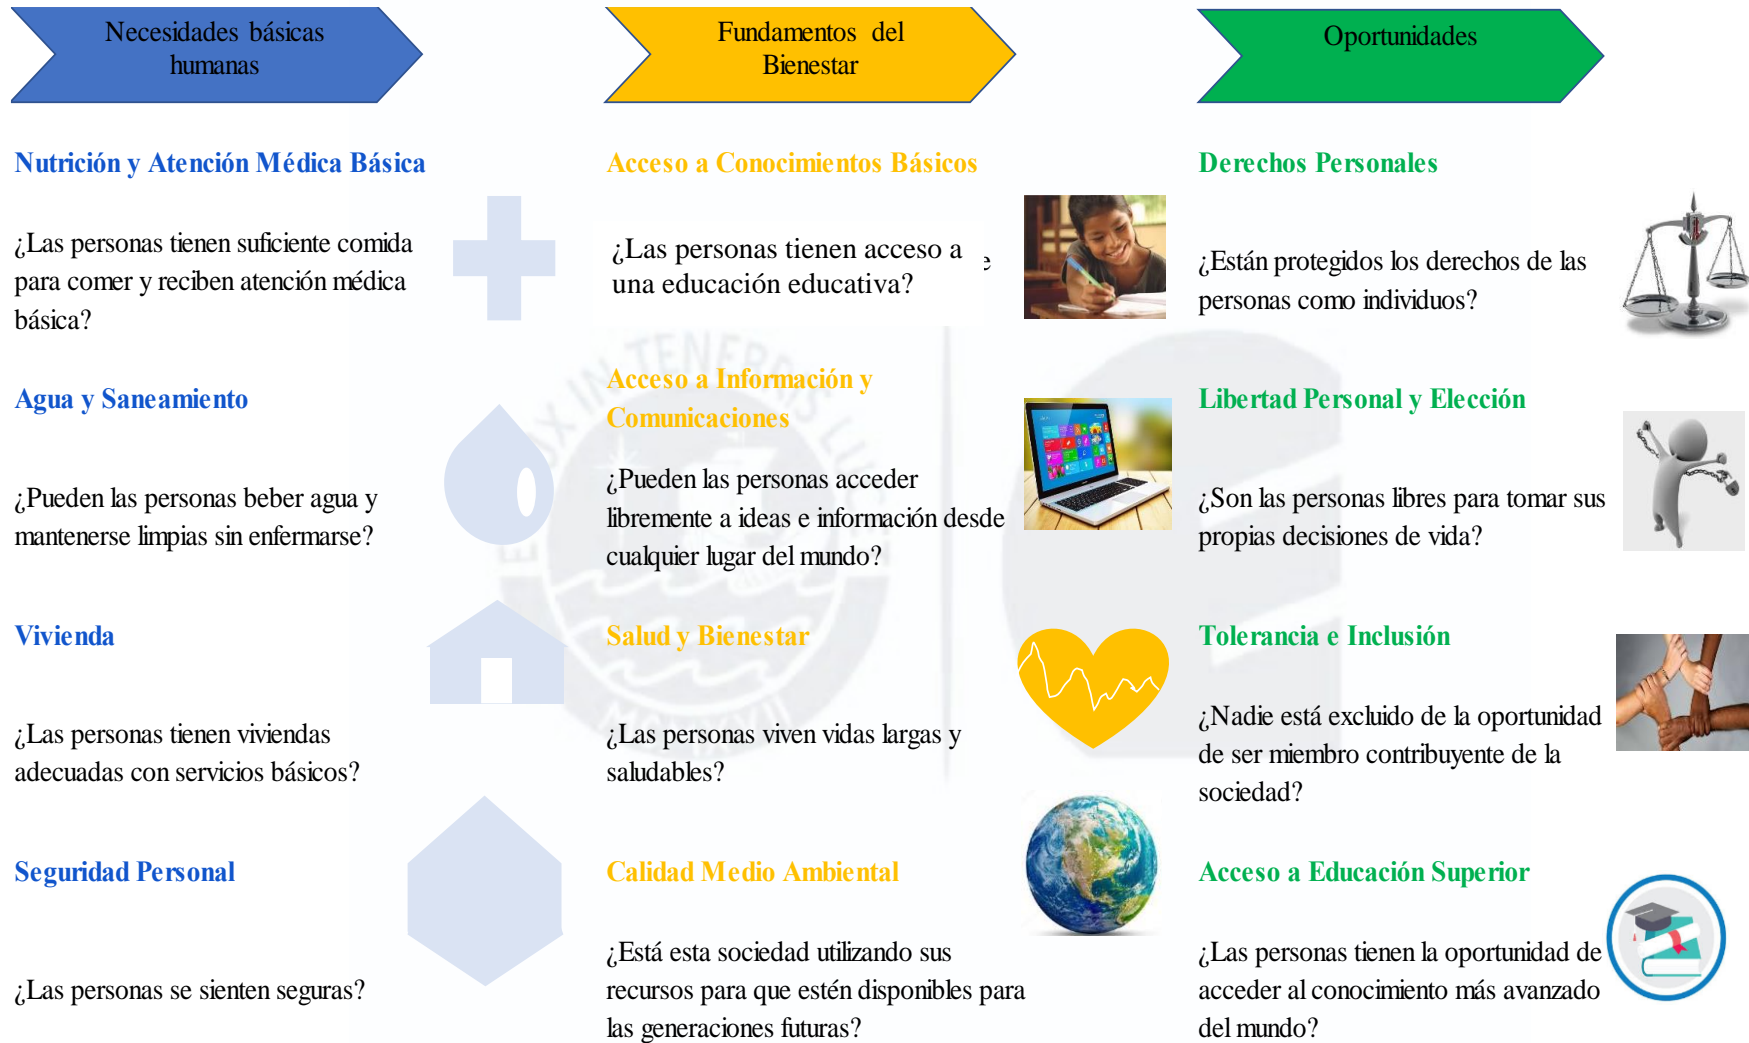 Necesidades básicas
humanas
Nutrición y Atención Médica Básica
¿Las personas tienen suficiente comida
para comer y reciben atención médica
básica?
Agua y Saneamiento
¿Pueden las personas beber agua y
mantenerse limpias sin enfermarse?
Vivienda
¿Las personas tienen viviendas
adecuadas con servicios básicos?
Seguridad Personal
¿Las personas se sienten seguras?
Fundamentos del
Bienestar
Acceso a Conocimientos Básicos
¿Las personas tienen acceso a
una educación educativa?
Acceso a Información y
Comunicaciones
¿Pueden las personas acceder
libremente a ideas e información desde
cualquier lugar del mundo?
Salud y Bienestar
¿Las personas viven vidas largas y
saludables?
Calidad Medio Ambiental
¿Está esta sociedad utilizando sus
recursos para que estén disponibles para
las generaciones futuras?
Oportunidades
Derechos Personales
¿Están protegidos los derechos de las
personas como individuos?
Libertad Personal y Elección
¿Son las personas libres para tomar sus
propias decisiones de vida?
Tolerancia e Inclusión
¿Nadie está excluido de la oportunidad
de ser miembro contribuyente de la
sociedad?
Acceso a Educación Superior
¿Las personas tienen la oportunidad de
acceder al conocimiento más avanzado
del mundo?